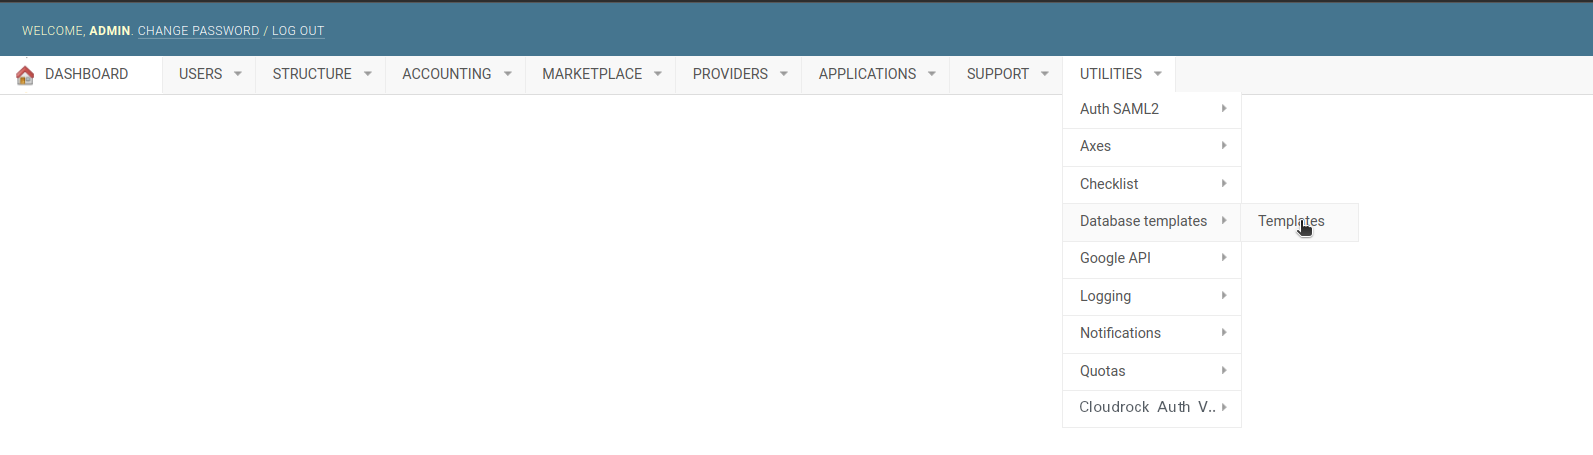 WELCOME, ADMIN. CHANGE PASSWORD / LOG OUT
DASHBOARD USERS STRUCTURE ACCOUNTING MARKETPLACE PROVIDERS APPLICATIONS SUPPORT UTILITIES
Auth SAML2
Axes
Checklist
Database templates Templates
Google API
Logging
Notifications
Quotas
Cloudrock Auth V..